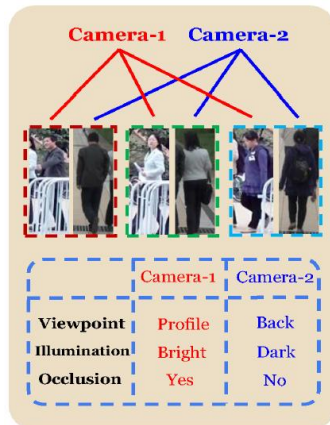 Camera-1 Camera-2
Camera-1 Camera-2
Viewpoint Profile Back
Illumination Bright Dark
Occlusion Yes No